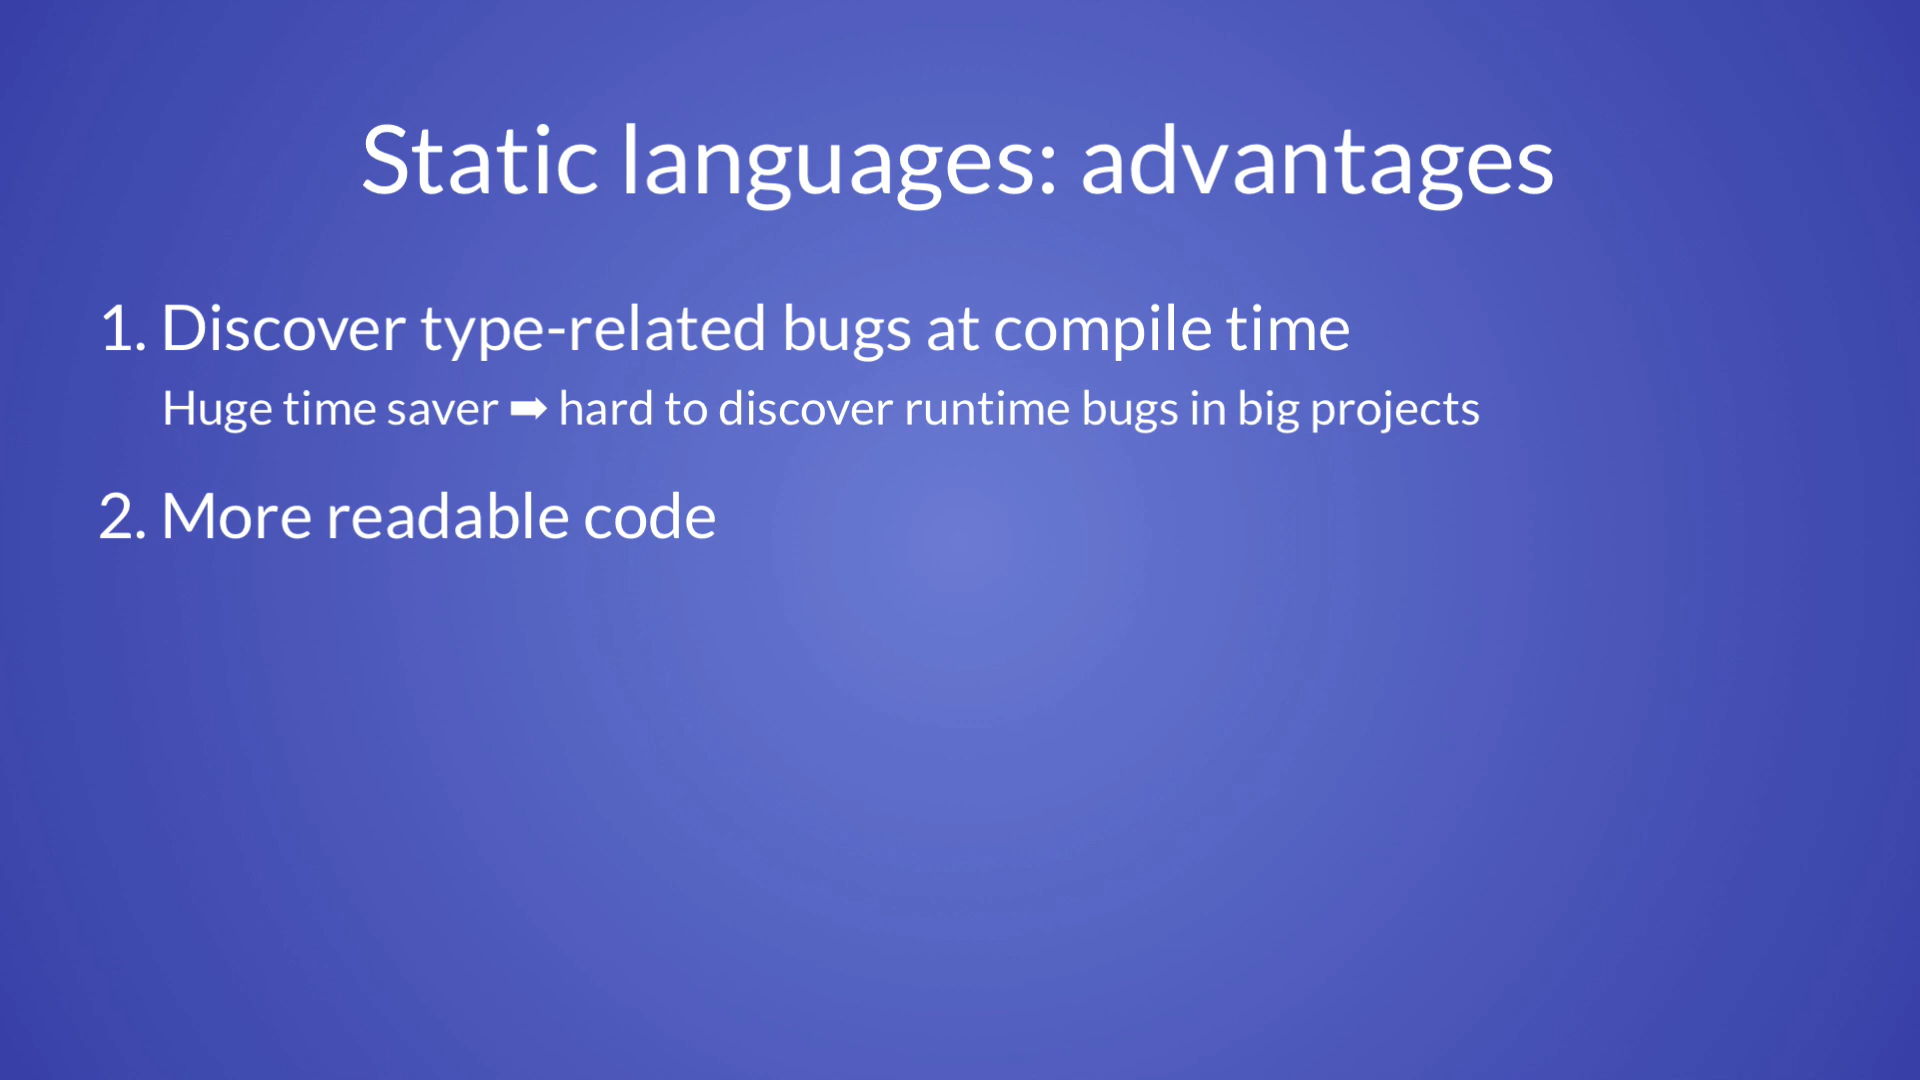 Static languages: advantages
1. Discover type-related bugs at compile time
Huge time saver ➡ hard to discover runtime bugs in big projects
2. More readable code